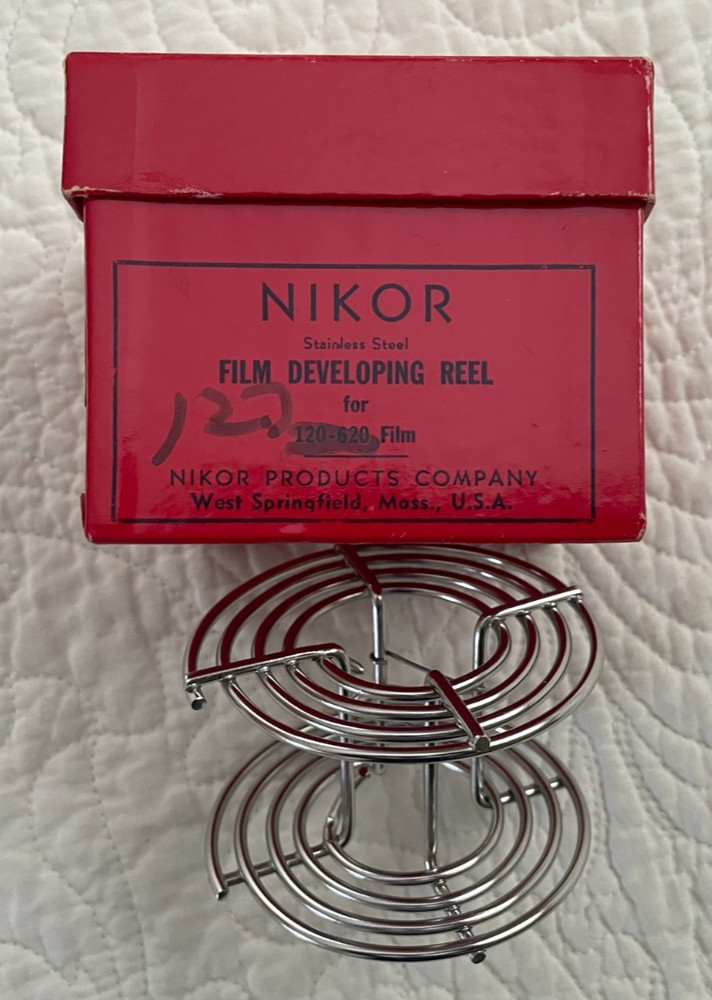 NIKOR
Stainless Steel
FILM DEVELOPING REEL
for
127
120-620 Film
NIKOR PRODUCTS COMPANY
West Springfield, Mass., U.S.A.